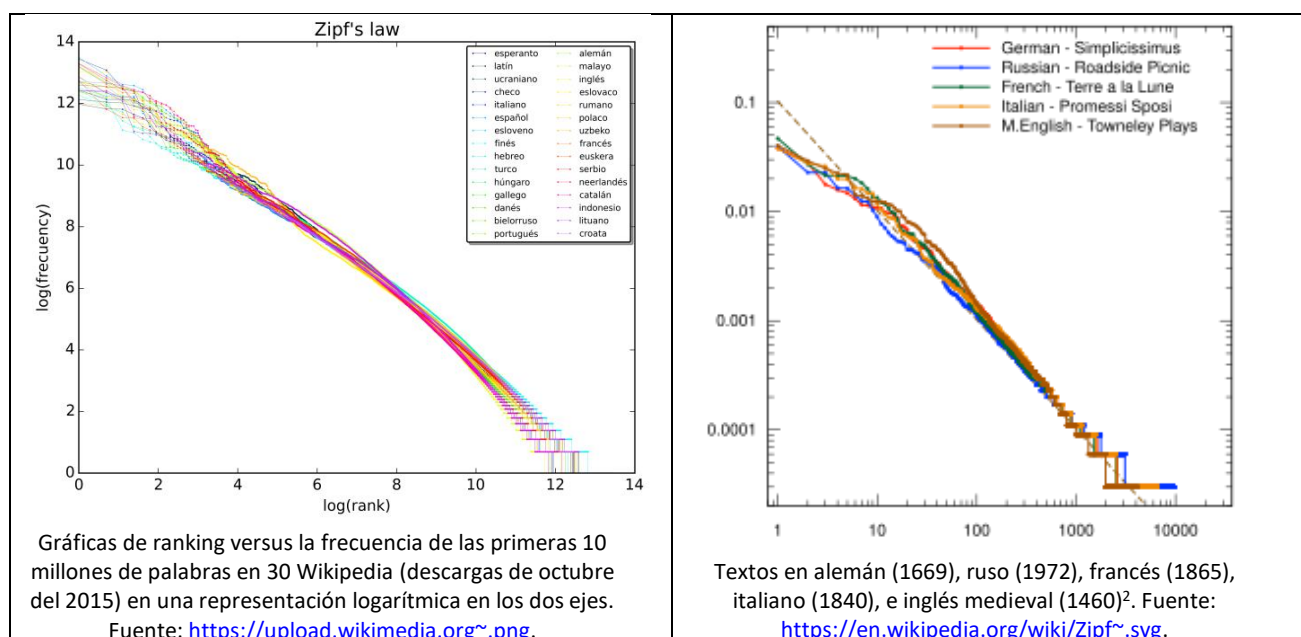 Zipf's law
14
12
10
8
6
4
2
0
log(frecuency)
0 2 4 6 8 10 12 14
log(rank)
esperanto
latín
ucraniano
checo
italiano
español
esloveno
finés
hebreo
turco
húngaro
gallego
danés
bielorruso
portugués
alemán
malayo
inglés
eslovaco
rumano
polaco
uzbeko
francés
euskera
serbio
neerlandés
catalán
indonesio
lituano
croata
Gráficas de ranking versus la frecuencia de las primeras 10
millones de palabras en 30 Wikipedia (descargas de octubre
del 2015) en una representación logarítmica en los dos ejes.
Fuente: https://upload.wikimedia.org~.png.
German - Simplicissimus
Russian - Roadside Picnic
French - Terre a la Lune
Italian - Promessi Sposi
M.English - Towneley Plays
0.1
0.01
0.001
0.0001
1 10 100 1000 10000
Textos en alemán (1669), ruso (1972), francés (1865),
italiano (1840), e inglés medieval (1460)2. Fuente:
https://en.wikipedia.org/wiki/Zipf~.svg.